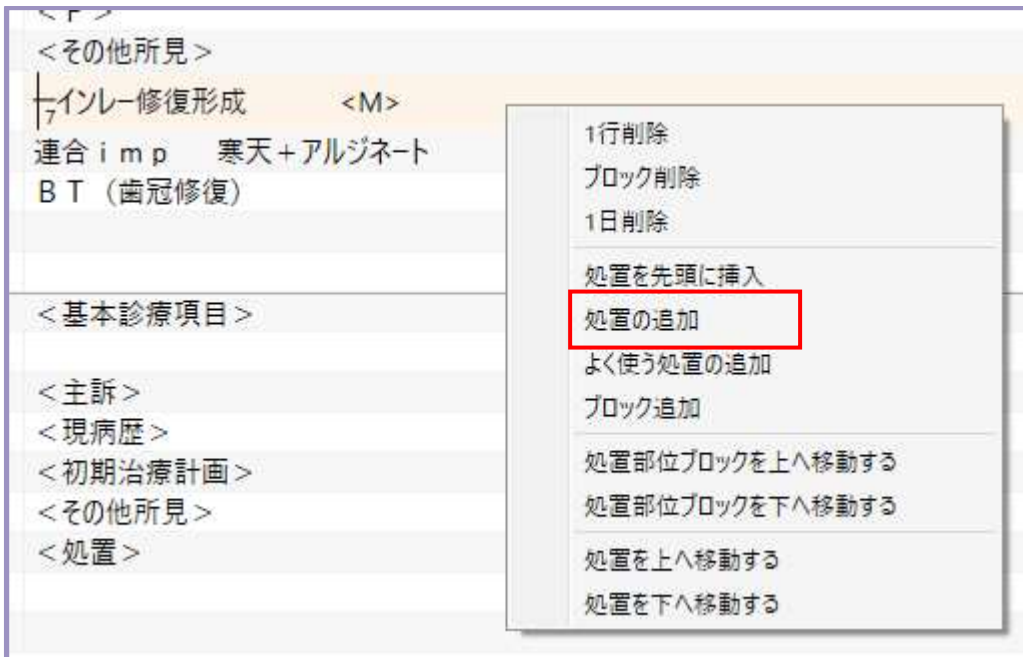 <P>
<その他所見>
7インレー修復形成 <M>
連合imp 寒天+アルジネート
BT(歯冠修復)
<基本診療項目>
<主訴>
<現病歴>
<初期治療計画>
<その他所見>
<処置>
1行削除
ブロック削除
1日削除
処置を先頭に挿入
処置の追加
よく使う処置の追加
ブロック追加
処置部位ブロックを上へ移動する
処置部位ブロックを下へ移動する
処置を上へ移動する
処置を下へ移動する